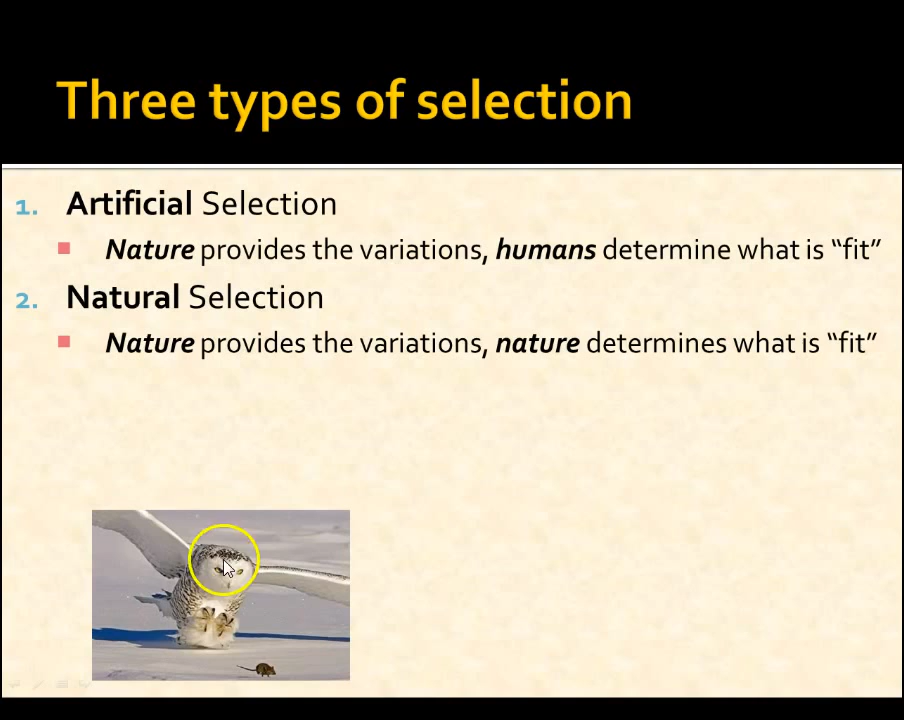 Three types of selection
1. Artificial Selection
Nature provides the variations, humans determine what is “fit”
2. Natural Selection
Nature provides the variations, nature determines what is “fit”